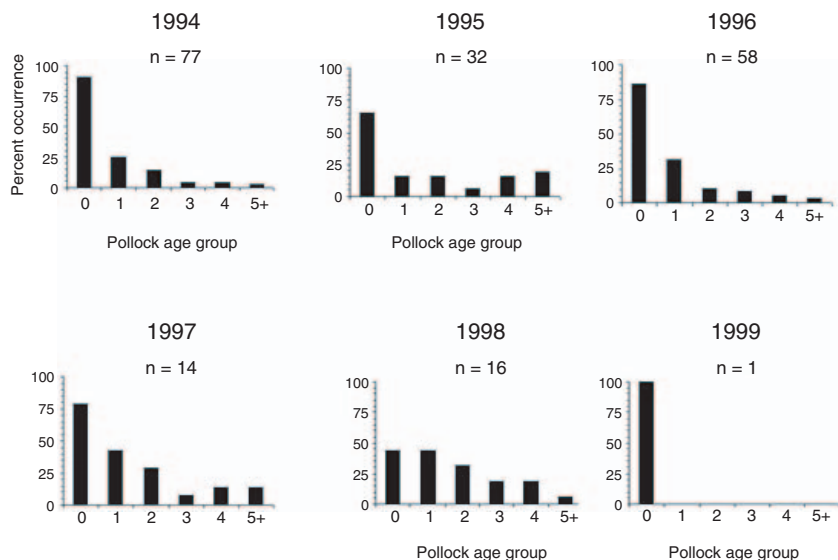 1994
n = 77
Percent occurrence
100
75
50
25
0
0 1 2 3 4 5+
Pollock age group
1995
n = 32
100
75
50
25
0
0 1 2 3 4 5+
Pollock age group
1996
n = 58
100
75
50
25
0
0 1 2 3 4 5+
1997
n = 14
100
75
50
25
0
0 1 2 3 4 5+
1998
n = 16
100
75
50
25
0
0 1 2 3 4 5+
Pollock age group
1999
n = 1
100
75
50
25
0
0 1 2 3 4 5+
Pollock age group